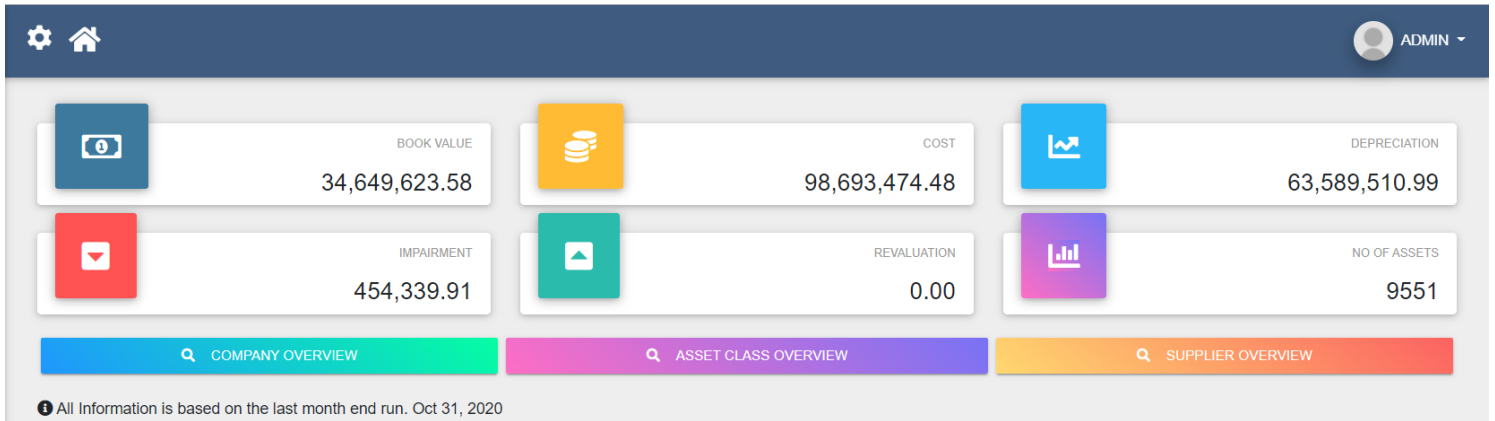 ADMIN
BOOK VALUE
34,649,623.58
COST
98,693,474.48
DEPRECIATION
63,589,510.99
IMPAIRMENT
454,339.91
REVALUATION
0.00
NO OF ASSETS
9551
COMPANY OVERVIEW
ASSET CLASS OVERVIEW
SUPPLIER OVERVIEW
All Information is based on the last month end run. Oct 31, 2020